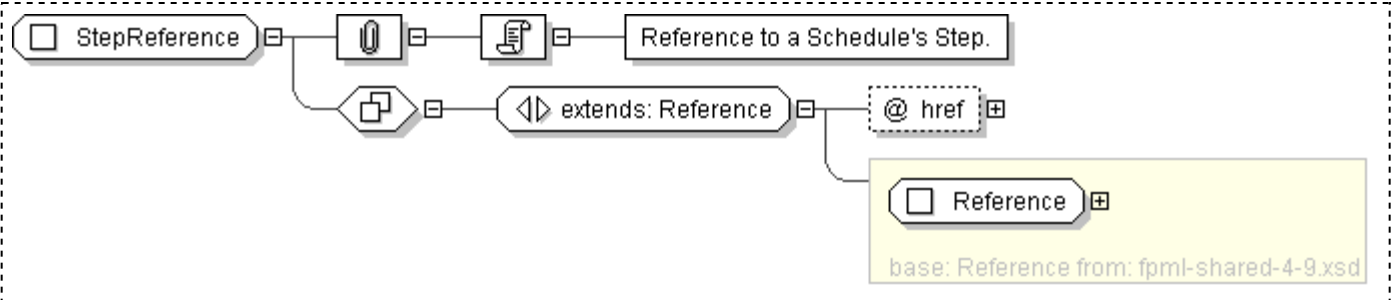 StepReference
Reference to a Schedule's Step.
extends: Reference
@ href
Reference
base: Reference from: fpml-shared-4-9.xsd